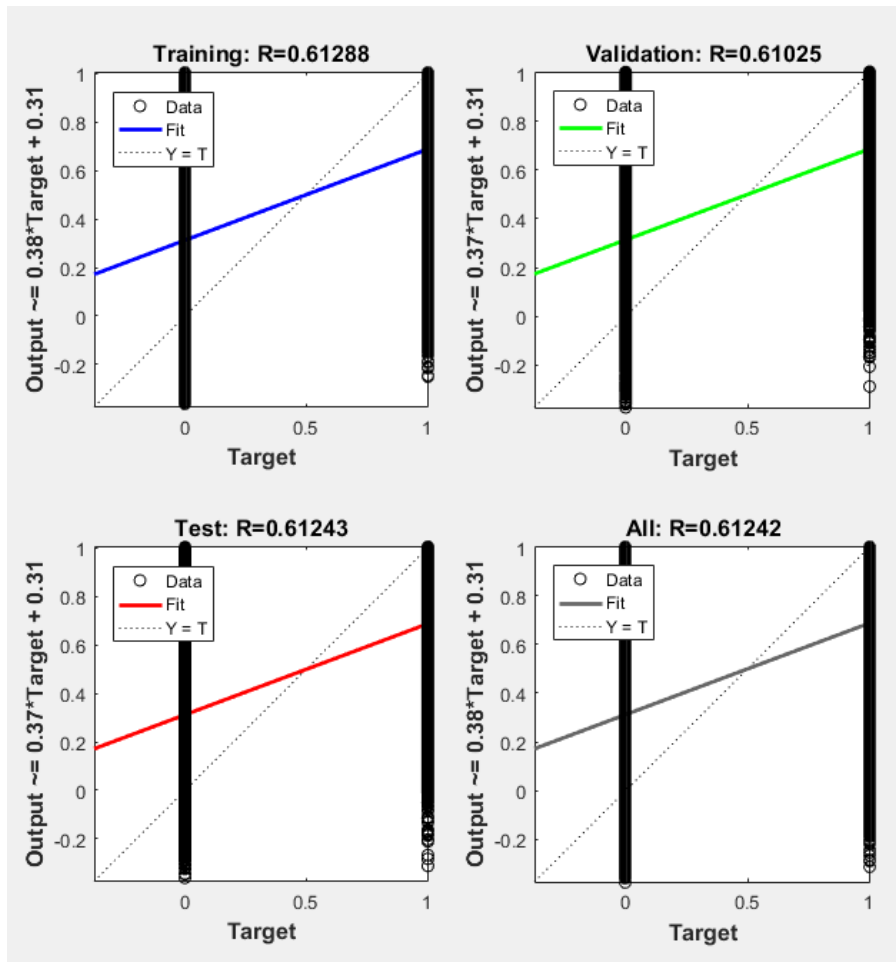 Training: R=0.61288
Output ~= 0.38*Target + 0.31
1
0.8
0.6
0.4
0.2
0
-0.2
Data
Fit
Y = T
0
0.5
1
Target
Validation: R=0.61025
Output ~= 0.37*Target + 0.31
1
0.8
0.6
0.4
0.2
0
-0.2
Data
Fit
Y = T
0
0.5
1
Target
Test: R=0.61243
Output ~= 0.37*Target + 0.31
1
0.8
0.6
0.4
0.2
0
-0.2
Data
Fit
Y = T
0
0.5
1
Target
All: R=0.61242
Output ~= 0.38*Target + 0.31
1
0.8
0.6
0.4
0.2
0
-0.2
Data
Fit
Y = T
0
0.5
1
Target